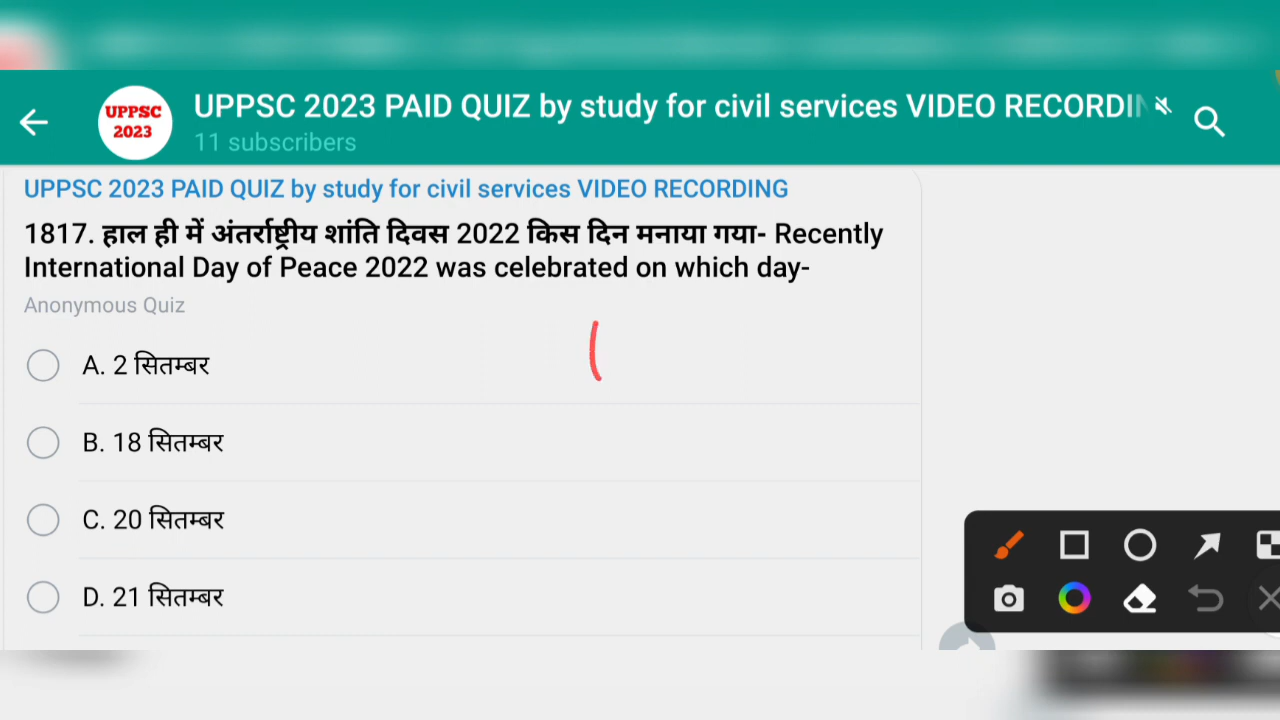 UPPSC
2023
UPPSC 2023 PAID QUIZ by study for civil services VIDEO RECORDIN
11 subscribers
UPPSC 2023 PAID QUIZ by study for civil services VIDEO RECORDING
1817. हाल ही में अंतर्राष्ट्रीय शांति दिवस 2022 किस दिन मनाया गया- Recently
International Day of Peace 2022 was celebrated on which day-
Anonymous Quiz
A. 2 सितम्बर
B. 18 सितम्बर
C. 20 सितम्बर
D. 21 सितम्बर